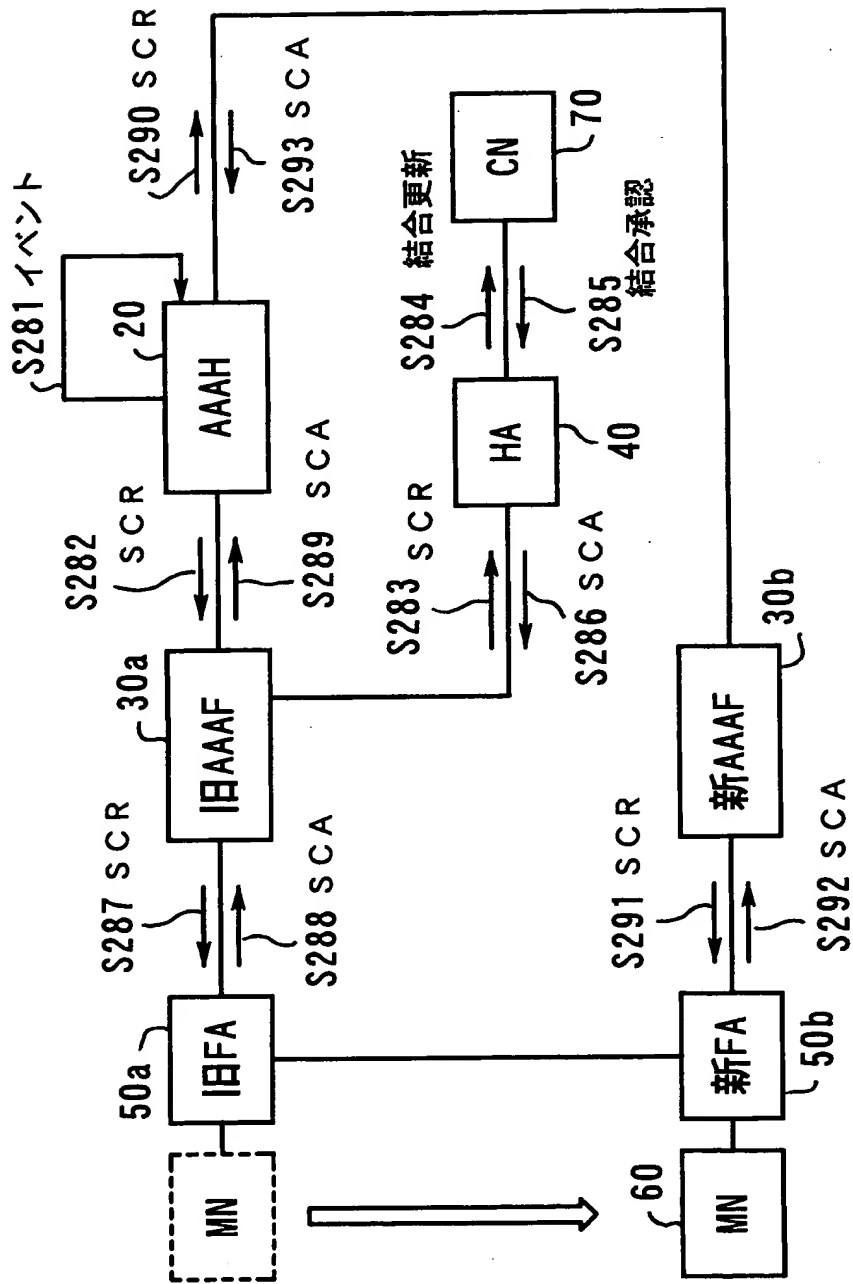 S281 イベント
20
AAAH
S290 SCR
S293 SCA
S282 SCR
S289 SCA
30a
旧AAAF
S287 SCR
S288 SCA
50a
旧FA
MN
S284 結合更新
S285 結合承認
CN
70
HA
40
S283 SCR
S286 SCA
30b
新AAAF
S291 SCR
S292 SCA
新FA
50b
60
MN